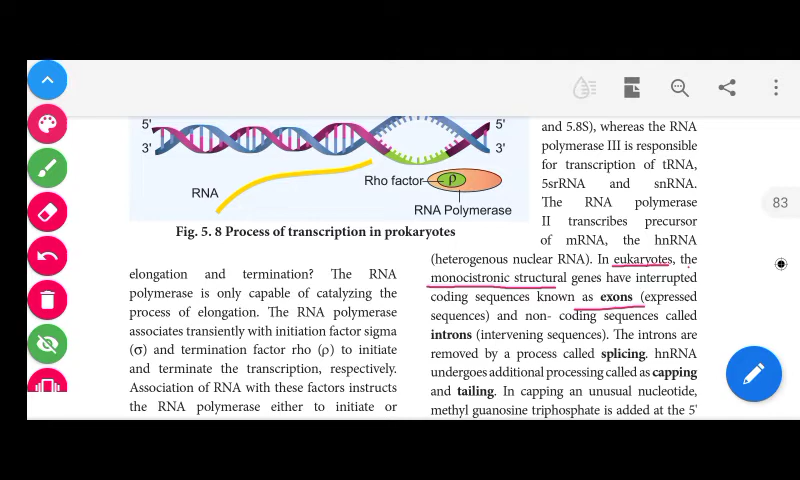 5'
3'
5'
3'
RNA
Rho factor
ρ
RNA Polymerase
Fig. 5. 8 Process of transcription in prokaryotes
elongation and termination? The RNA
polymerase is only capable of catalyzing the
process of elongation. The RNA polymerase
associates transiently with initiation factor sigma
(σ) and termination factor rho (ρ) to initiate
and terminate the transcription, respectively.
Association of RNA with these factors instructs
the RNA polymerase either to initiate or
and 5.8S), whereas the RNA
polymerase III is responsible
for transcription of tRNA,
5srRNA and snRNA.
The RNA polymerase
II transcribes precursor
of mRNA, the hnRNA
(heterogenous nuclear RNA). In eukaryotes, the
monocistronic structural genes have interrupted
coding sequences known as exons (expressed
sequences) and non- coding sequences called
introns (intervening sequences). The introns are
removed by a process called splicing. hnRNA
undergoes additional processing called as capping
and tailing. In capping an unusual nucleotide,
methyl guanosine triphosphate is added at the 5'
83